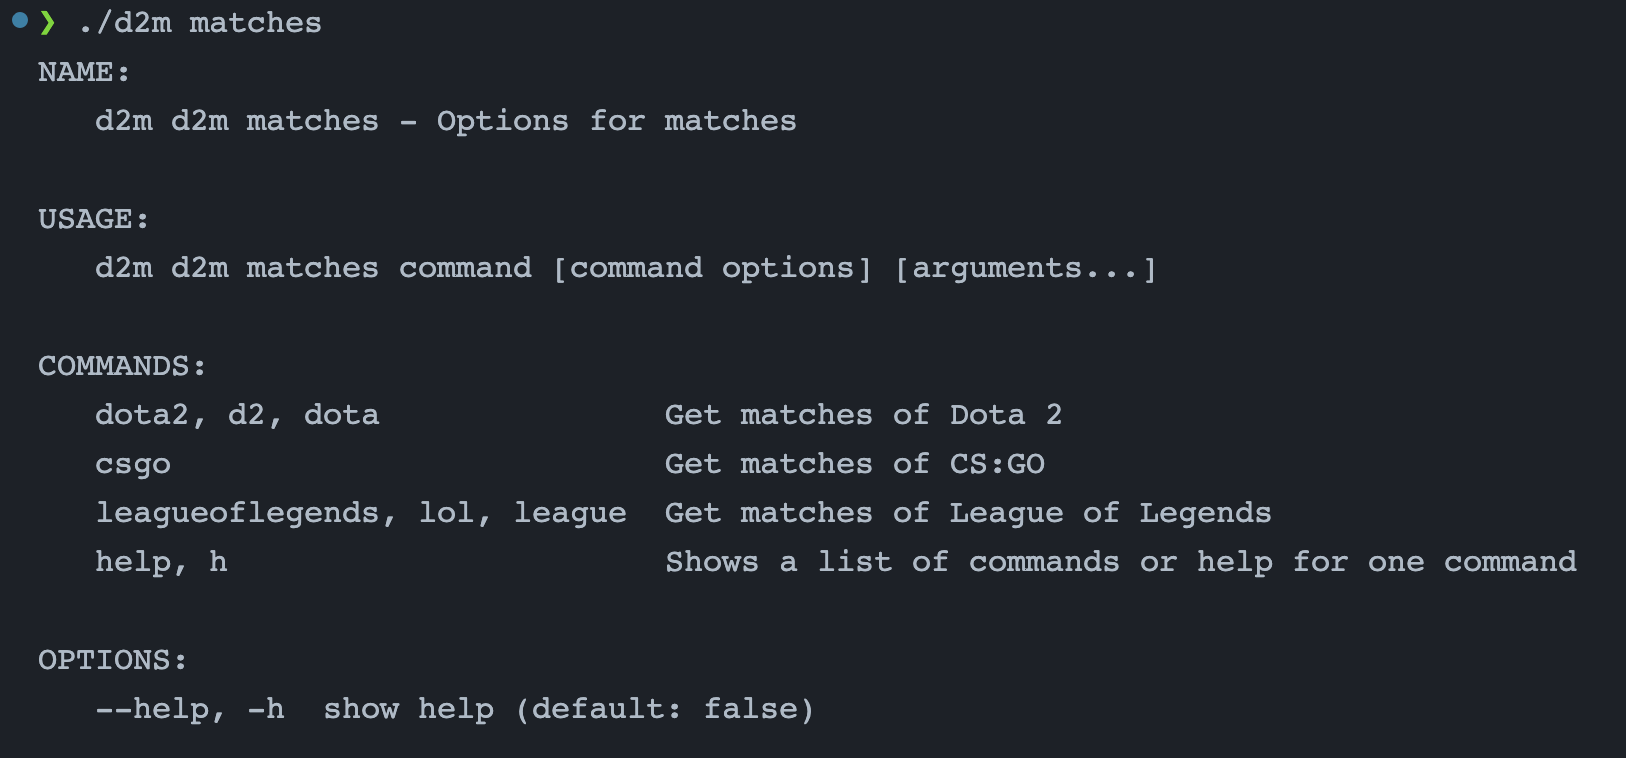 ❯ ./d2m matches
NAME:
   d2m d2m matches - Options for matches

USAGE:
   d2m d2m matches command [command options] [arguments...]

COMMANDS:
   dota2, d2, dota               Get matches of Dota 2
   csgo                          Get matches of CS:GO
   leagueoflegends, lol, league  Get matches of League of Legends
   help, h                       Shows a list of commands or help for one command

OPTIONS:
   --help, -h  show help (default: false)